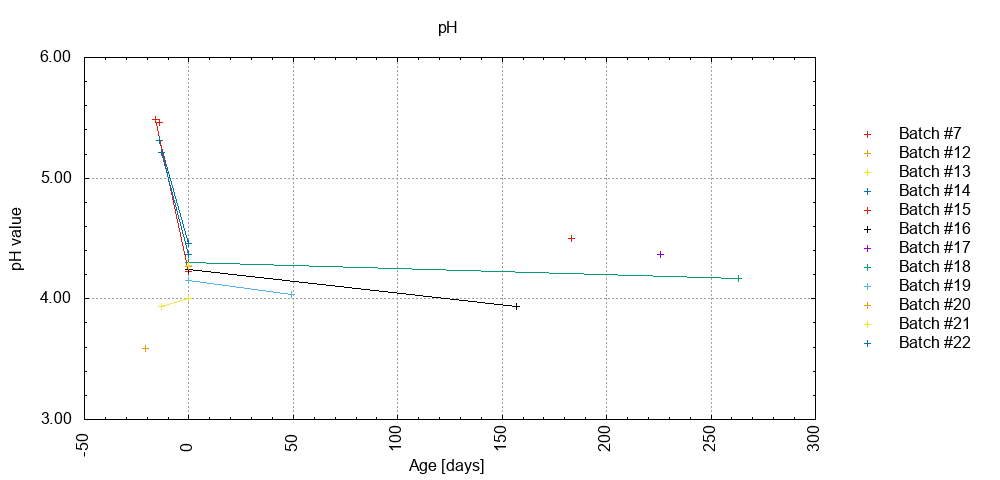 pH
6.00
5.00
4.00
3.00
pH value
-50
0
50
100
150
200
250
300
Age [days]
Batch #7
Batch #12
Batch #13
Batch #14
Batch #15
Batch #16
Batch #17
Batch #18
Batch #19
Batch #20
Batch #21
Batch #22